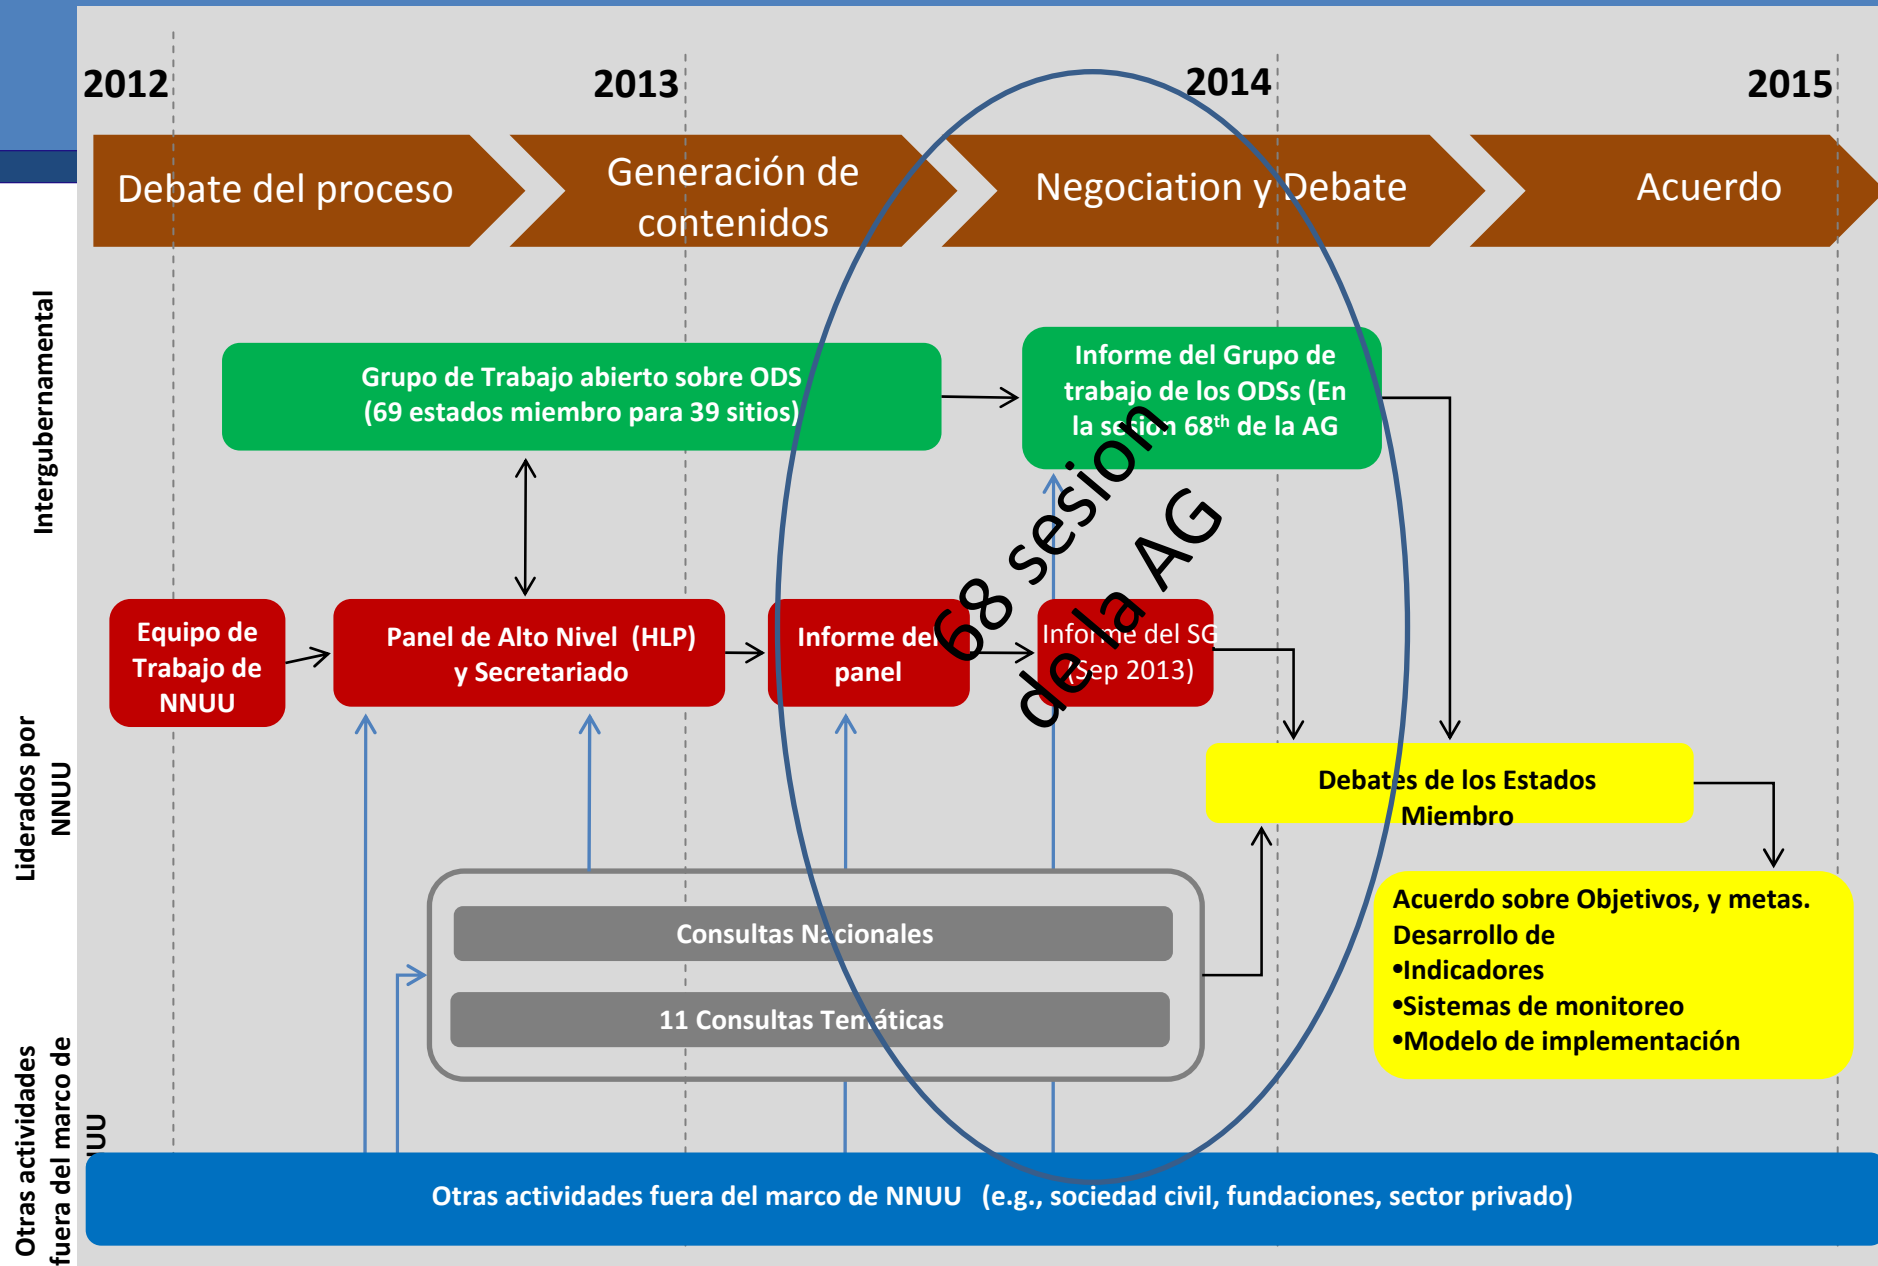 2012
2013
2014
2015
Debate del proceso
Generación de
contenidos
Negociation y Debate
Acuerdo
Intergubernamental
Grupo de Trabajo abierto sobre ODS
(69 estados miembro para 39 sitios)
Informe del Grupo de
trabajo de los ODSs (En
la sesión 68th de la AG
68 sesion
de la AG
Liderados por
NNUU
Equipo de
Trabajo de
NNUU
Panel de Alto Nivel (HLP)
y Secretariado
Informe del
panel
Informe del SG
(Sep 2013)
Debates de los Estados
Miembro
Consultas Nacionales
11 Consultas Temáticas
Acuerdo sobre Objetivos, y metas.
Desarrollo de
•Indicadores
•Sistemas de monitoreo
•Modelo de implementación
Otras actividades
fuera del marco de
Otras actividades fuera del marco de NNUU (e.g., sociedad civil, fundaciones, sector privado)